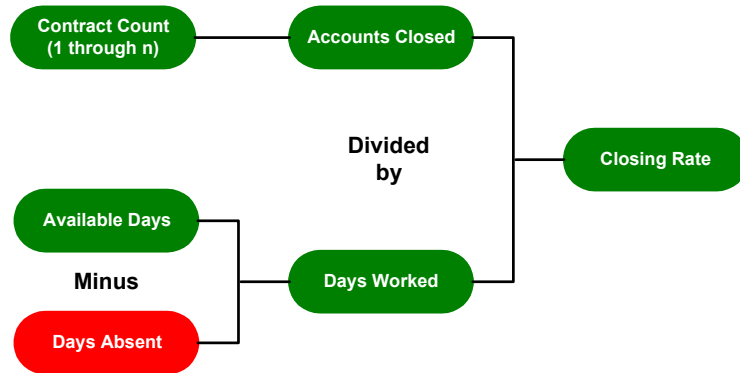 Contract Count
(1 through n)
Accounts Closed
Divided
by
Closing Rate
Available Days
Minus
Days Worked
Days Absent